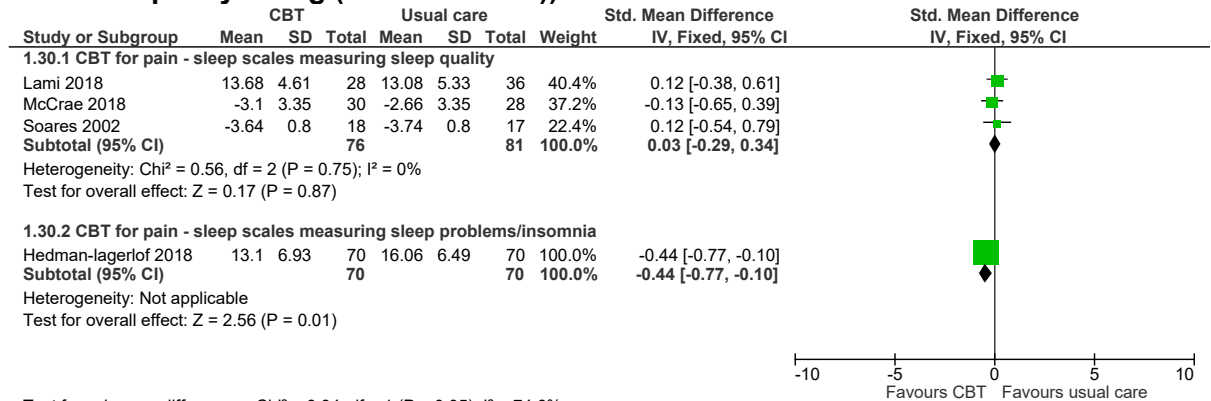 CBT Usual care Std. Mean Difference Std. Mean Difference
Study or Subgroup Mean SD Total Mean SD Total Weight IV, Fixed, 95% CI IV, Fixed, 95% CI
1.30.1 CBT for pain - sleep scales measuring sleep quality
Lami 2018 13.68 4.61 28 13.08 5.33 36 40.4% 0.12 [-0.38, 0.61]
McCrae 2018 -3.1 3.35 30 -2.66 3.35 28 37.2% -0.13 [-0.65, 0.39]
Soares 2002 -3.64 0.8 18 -3.74 0.8 17 22.4% 0.12 [-0.54, 0.79]
Subtotal (95% CI) 76 81 100.0% 0.03 [-0.29, 0.34]
Heterogeneity: Chi² = 0.56, df = 2 (P = 0.75); I² = 0%
Test for overall effect: Z = 0.17 (P = 0.87)
1.30.2 CBT for pain - sleep scales measuring sleep problems/insomnia
Hedman-lagerlof 2018 13.1 6.93 70 16.06 6.49 70 100.0% -0.44 [-0.77, -0.10]
Subtotal (95% CI) 70 70 100.0% -0.44 [-0.77, -0.10]
Heterogeneity: Not applicable
Test for overall effect: Z = 2.56 (P = 0.01)
-10 -5 0 5 10
Favours CBT Favours usual care